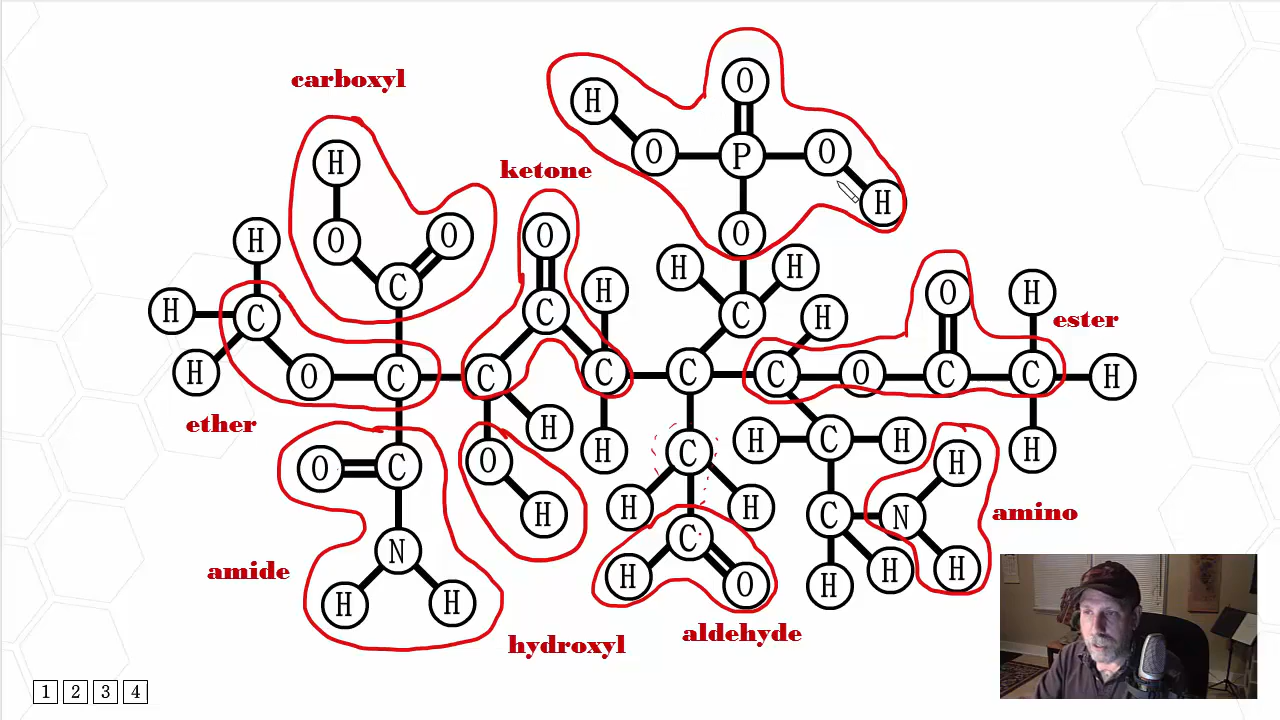 carboxyl O
H
H O P O
ketone
H
H O O O O
H H
C H O H
H C C C H ester
H O C C C C C O C C H
ether H
H C H C H H
O C O H
H H H C N amino
N C
amide H O H H H
H H
hydroxyl aldehyde
1 2 3 4